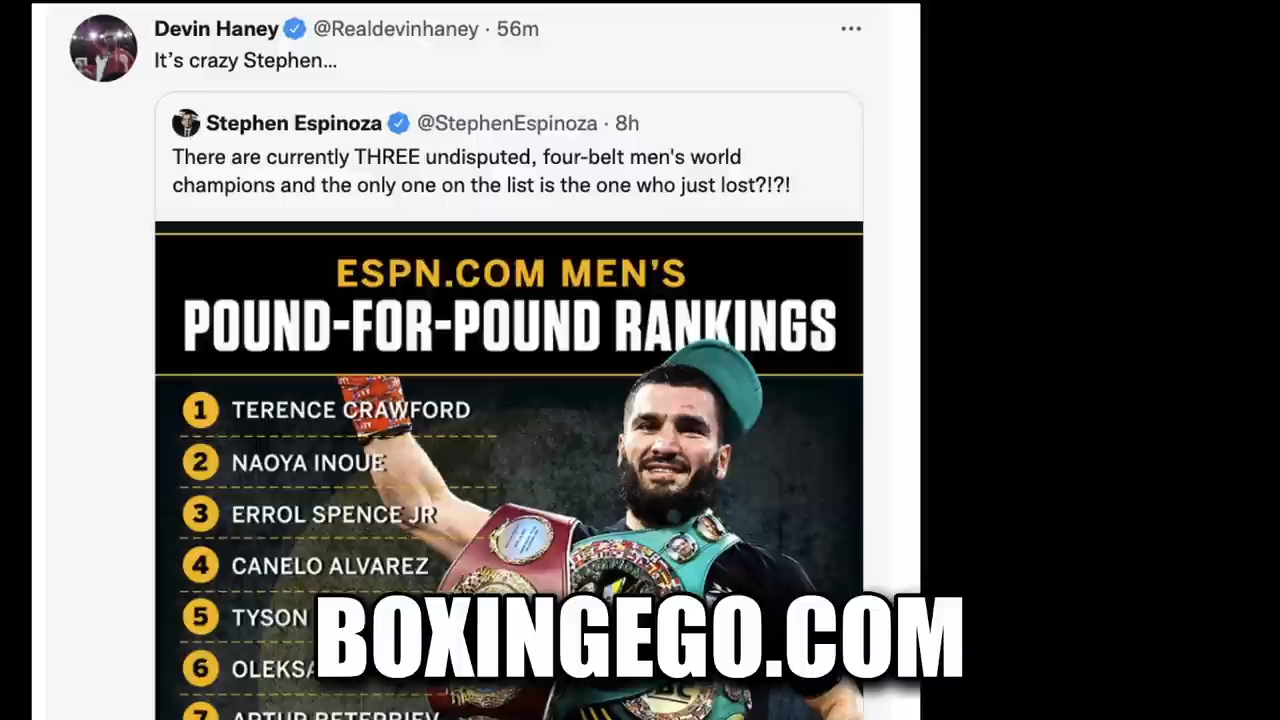 Devin Haney @Realdevinhaney · 56m
It's crazy Stephen...
Stephen Espinoza @StephenEspinoza · 8h
There are currently THREE undisputed, four-belt men's world
champions and the only one on the list is the one who just lost?!?!
ESPN.COM MEN'S
POUND-FOR-POUND RANKINGS
1 TERENCE CRAWFORD
2 NAOYA INOUE
3 ERROL SPENCE JR
4 CANELO ALVAREZ
5 TYSON
6
7 ARTUR BETERBIEV
BOXINGEGO.COM